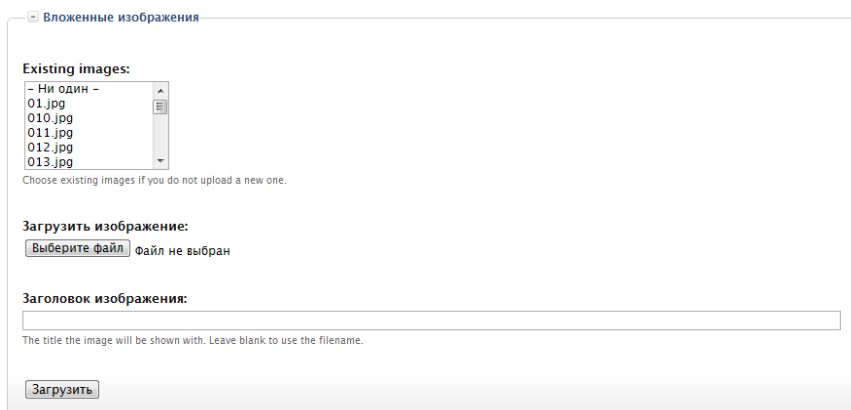 Вложенные изображения
Existing images:
– Ни один –
01.jpg
010.jpg
011.jpg
012.jpg
013.jpg
Choose existing images if you do not upload a new one.
Загрузить изображение:
Выберите файл Файл не выбран
Заголовок изображения:
The title the image will be shown with. Leave blank to use the filename.
Загрузить